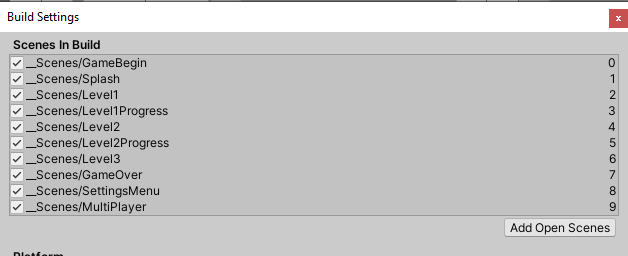 Build Settings
x
Scenes In Build
__Scenes/GameBegin 0
__Scenes/Splash 1
__Scenes/Level1 2
__Scenes/Level1Progress 3
__Scenes/Level2 4
__Scenes/Level2Progress 5
__Scenes/Level3 6
__Scenes/GameOver 7
__Scenes/SettingsMenu 8
__Scenes/MultiPlayer 9
Add Open Scenes
Platform